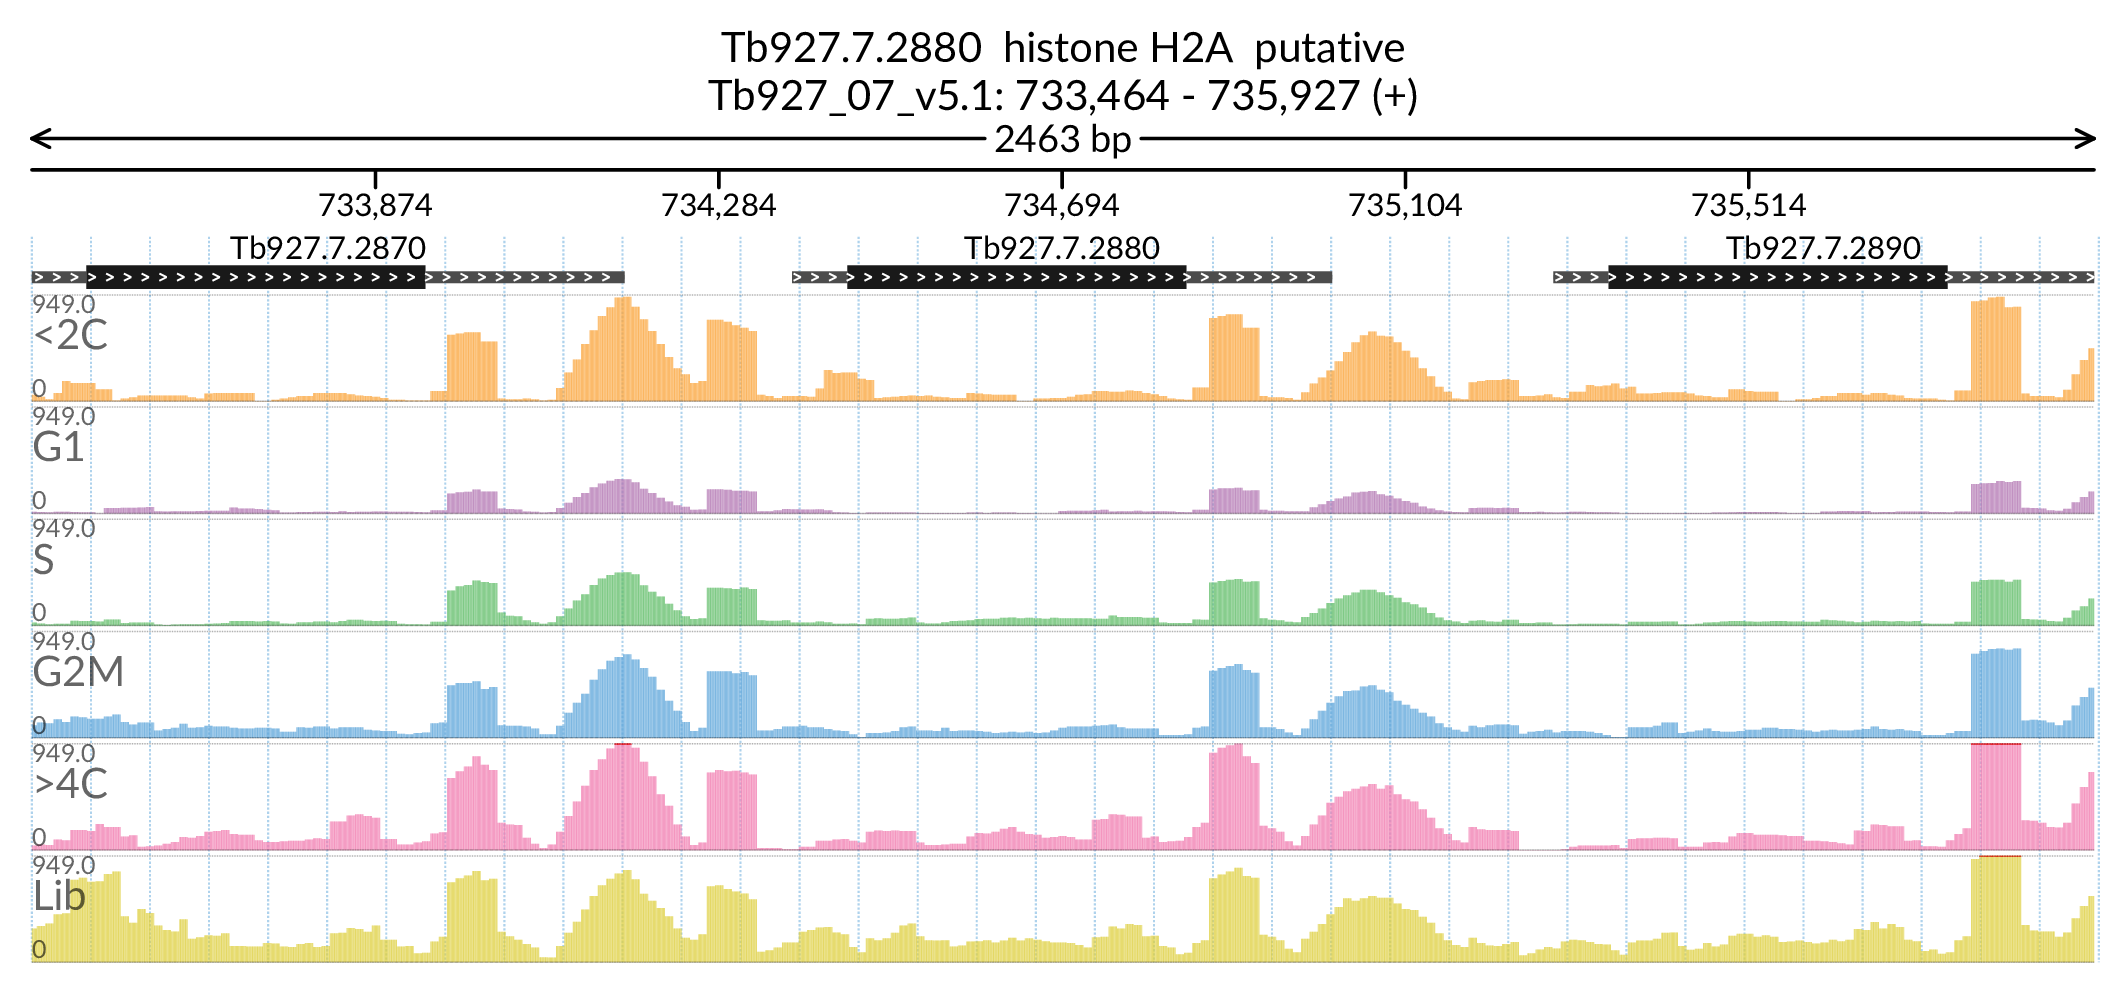 Tb927.7.2880  histone H2A  putative
Tb927_07_v5.1: 733,464 - 735,927 (+)
2463 bp
733,874 734,284 734,694 735,104 735,514
Tb927.7.2870 Tb927.7.2880 Tb927.7.2890
949.0
<2C
0
949.0
G1
0
949.0
S
0
949.0
G2M
0
949.0
>4C
0
949.0
Lib
0